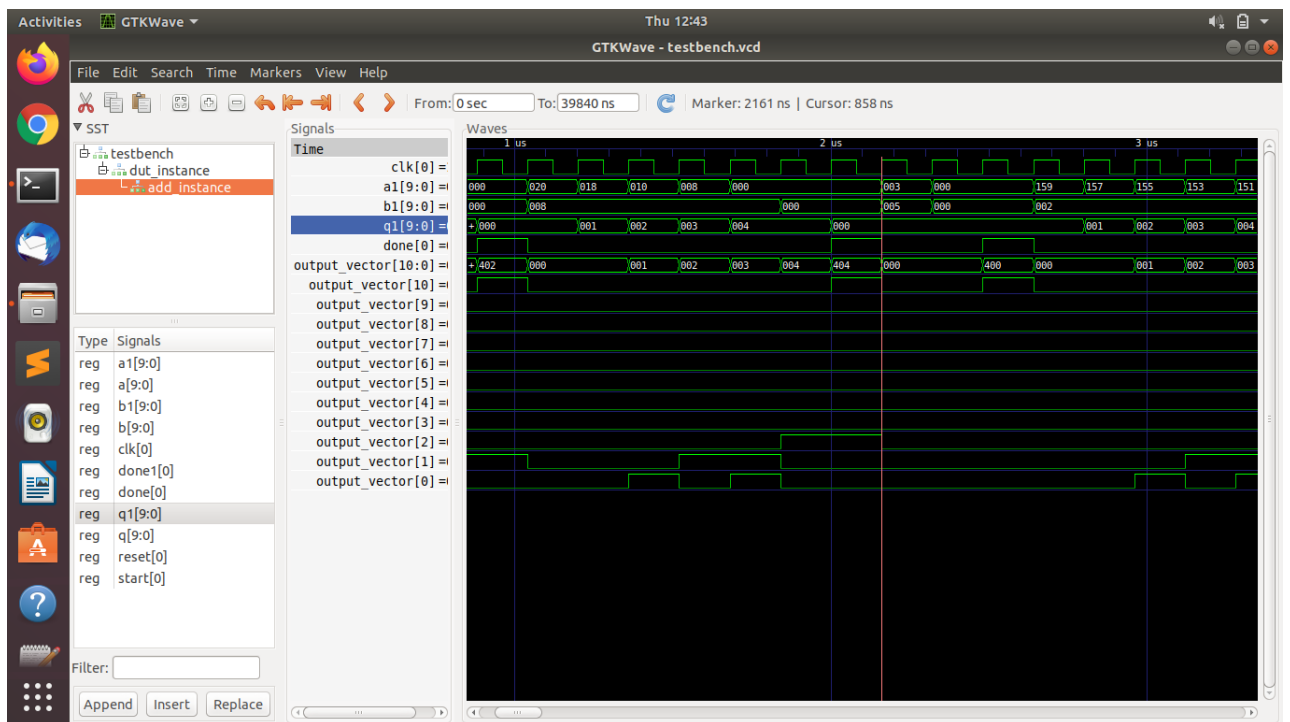 Activities GTKWave Thu 12:43
GTKWave - testbench.vcd
File Edit Search Time Markers View Help
From: 0 sec To: 39840 ns Marker: 2161 ns | Cursor: 858 ns
SST
testbench
dut_instance
add_instance
Type Signals
reg a1[9:0]
reg a[9:0]
reg b1[9:0]
reg b[9:0]
reg clk[0]
reg done1[0]
reg done[0]
reg q1[9:0]
reg q[9:0]
reg reset[0]
reg start[0]
Filter:
Append Insert Replace
Signals
Time
clk[0] =
a1[9:0] =
b1[9:0] =
q1[9:0] =
done[0] =
output_vector[10:0] =
output_vector[10] =
output_vector[9] =
output_vector[8] =
output_vector[7] =
output_vector[6] =
output_vector[5] =
output_vector[4] =
output_vector[3] =
output_vector[2] =
output_vector[1] =
output_vector[0] =
Waves
1 us 2 us 3 us
000 020 018 010 008 000 003 000 159 157 155 153 151
000 008 000 005 000 002
+ 000 001 002 003 004 000 001 002 003 004
+ 402 000 001 002 003 004 404 000 400 000 001 002 003